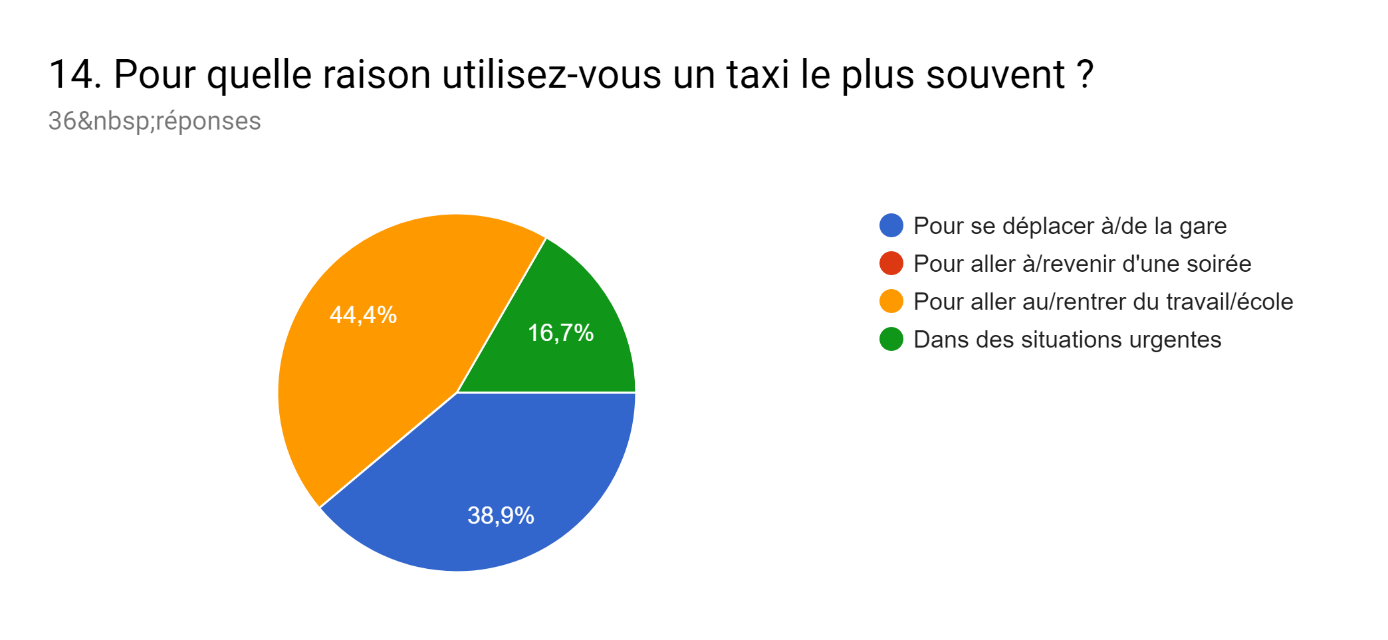 14. Pour quelle raison utilisez-vous un taxi le plus souvent ?
36&nbsp;réponses
Pour se déplacer à/de la gare
Pour aller à/revenir d'une soirée
Pour aller au/rentrer du travail/école
Dans des situations urgentes
44,4%
16,7%
38,9%